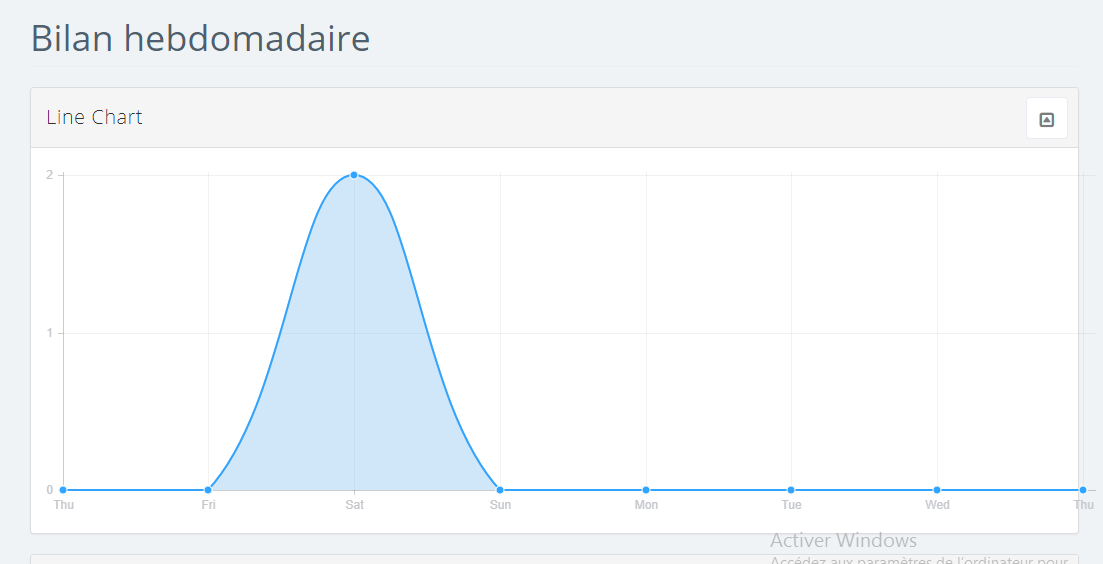 Bilan hebdomadaire
Line Chart
2
1
0
Thu Fri Sat Sun Mon Tue Wed Thu
Activer Windows
Accédez aux paramètres de l'ordinateur pour